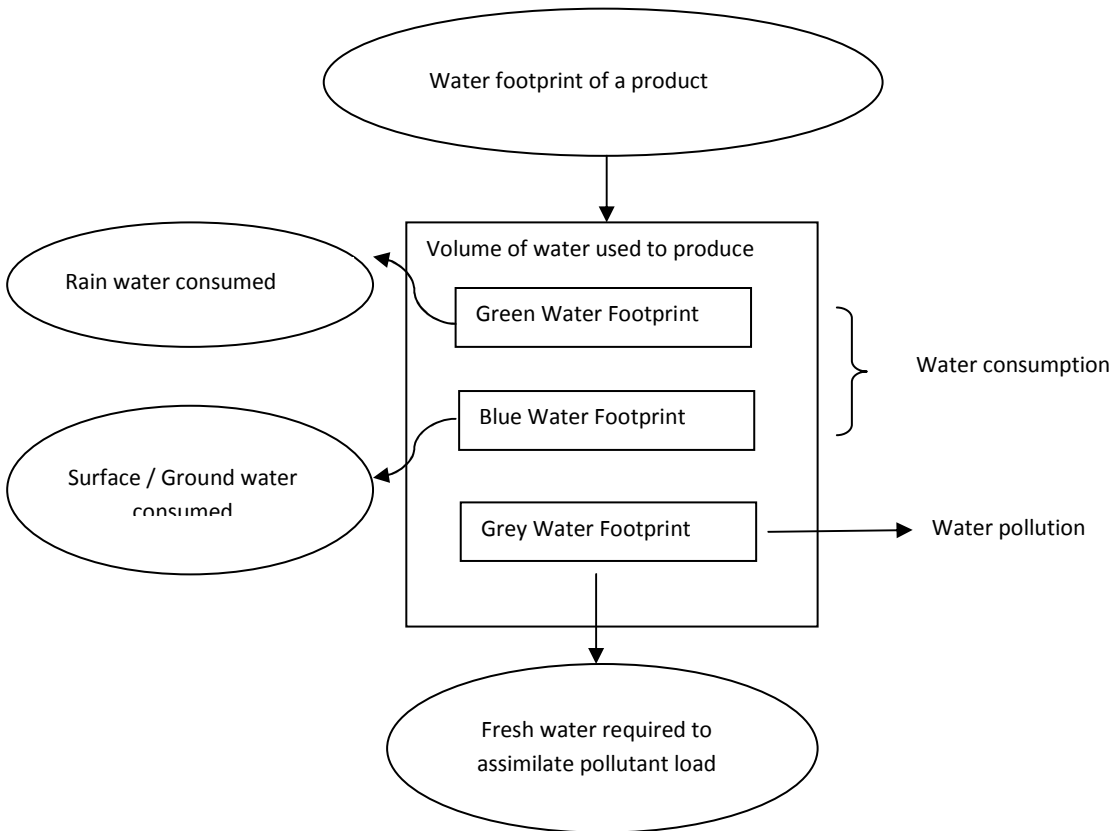 Water footprint of a product
Volume of water used to produce
Rain water consumed
Green Water Footprint
Water consumption
Blue Water Footprint
Surface / Ground water
consumed
Grey Water Footprint
Water pollution
Fresh water required to
assimilate pollutant load